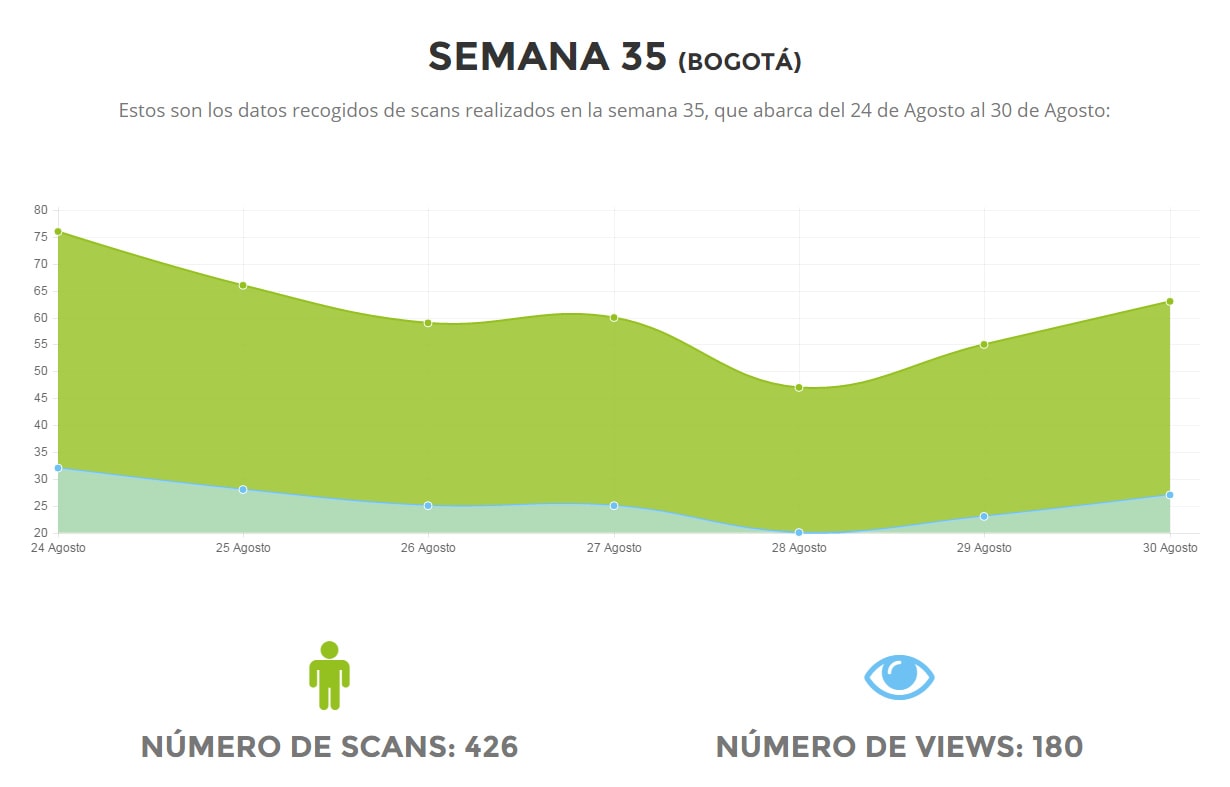 SEMANA 35 (BOGOTÁ)
Estos son los datos recogidos de scans realizados en la semana 35, que abarca del 24 de Agosto al 30 de Agosto:
80
75
70
65
60
55
50
45
40
35
30
25
20
24 Agosto 25 Agosto 26 Agosto 27 Agosto 28 Agosto 29 Agosto 30 Agosto
NÚMERO DE SCANS: 426
NÚMERO DE VIEWS: 180